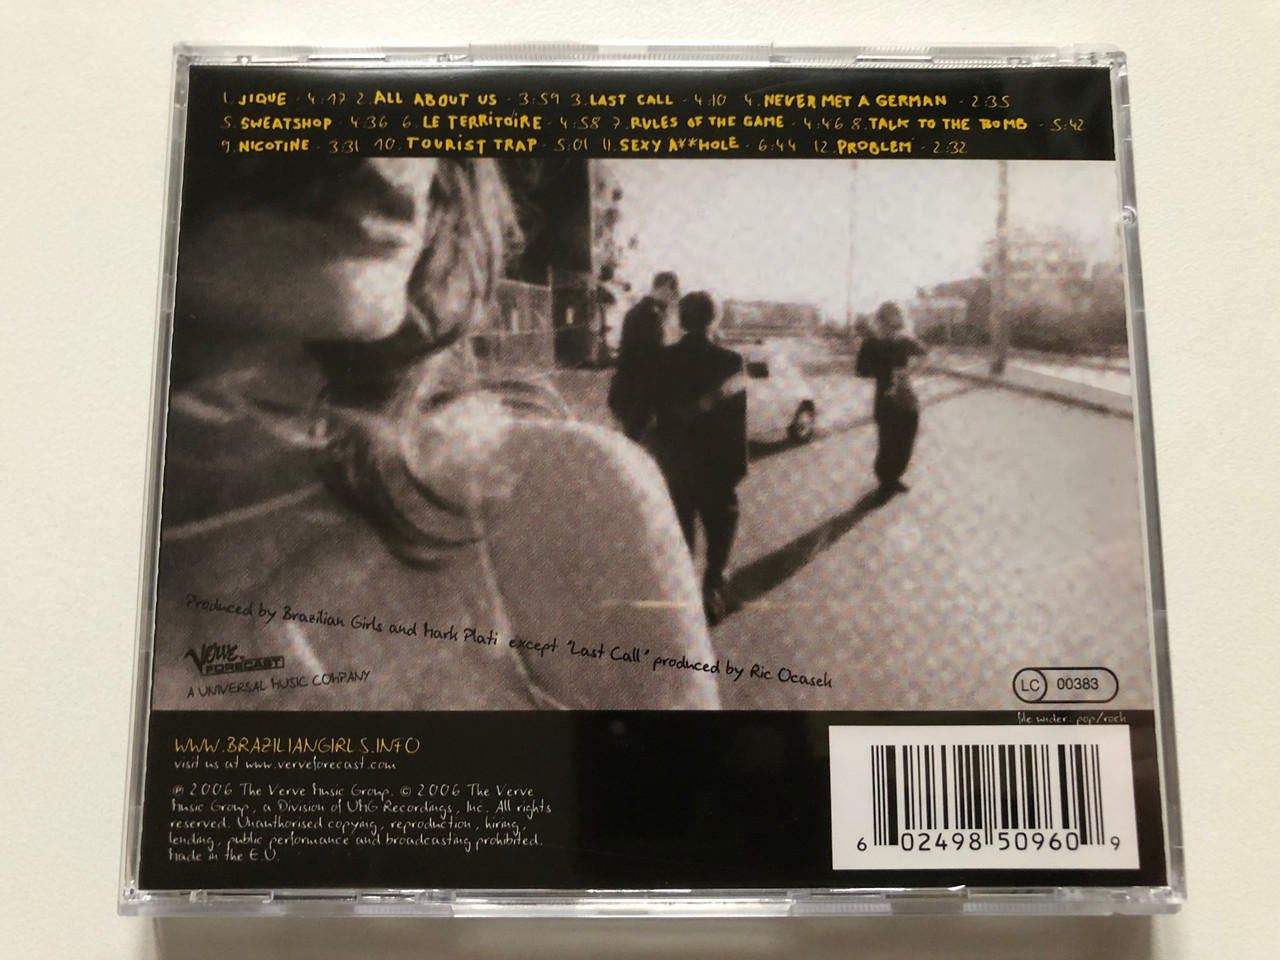 1. JIQUE - 4:17 2. ALL ABOUT US - 3:59 3. LAST CALL - 4:10 4. NEVER MET A GERMAN - 2:35
5. SWEATSHOP - 4:36 6. LE TERRITOIRE - 4:58 7. RULES OF THE GAME - 4:46 8. TALK TO THE BOMB - 5:42
9. NICOTINE - 3:31 10. TOURIST TRAP - 5:01 11. SEXY A**HOLE - 6:44 12. PROBLEM - 2:32
Produced by Brazilian Girls and Mark Plati except "Last Call" produced by Ric Ocasek
Verve
FORECAST
A UNIVERSAL MUSIC COMPANY
LC 00383
file under: pop/rock
WWW.BRAZILIANGIRLS.INFO
visit us at www.verveforecast.com
℗ 2006 The Verve Music Group. © 2006 The Verve
Music Group, a Division of UMG Recordings, Inc. All rights
reserved. Unauthorised copying, reproduction, hiring,
lending, public performance and broadcasting prohibited.
Made in the E.U.
6 02498 50960 9